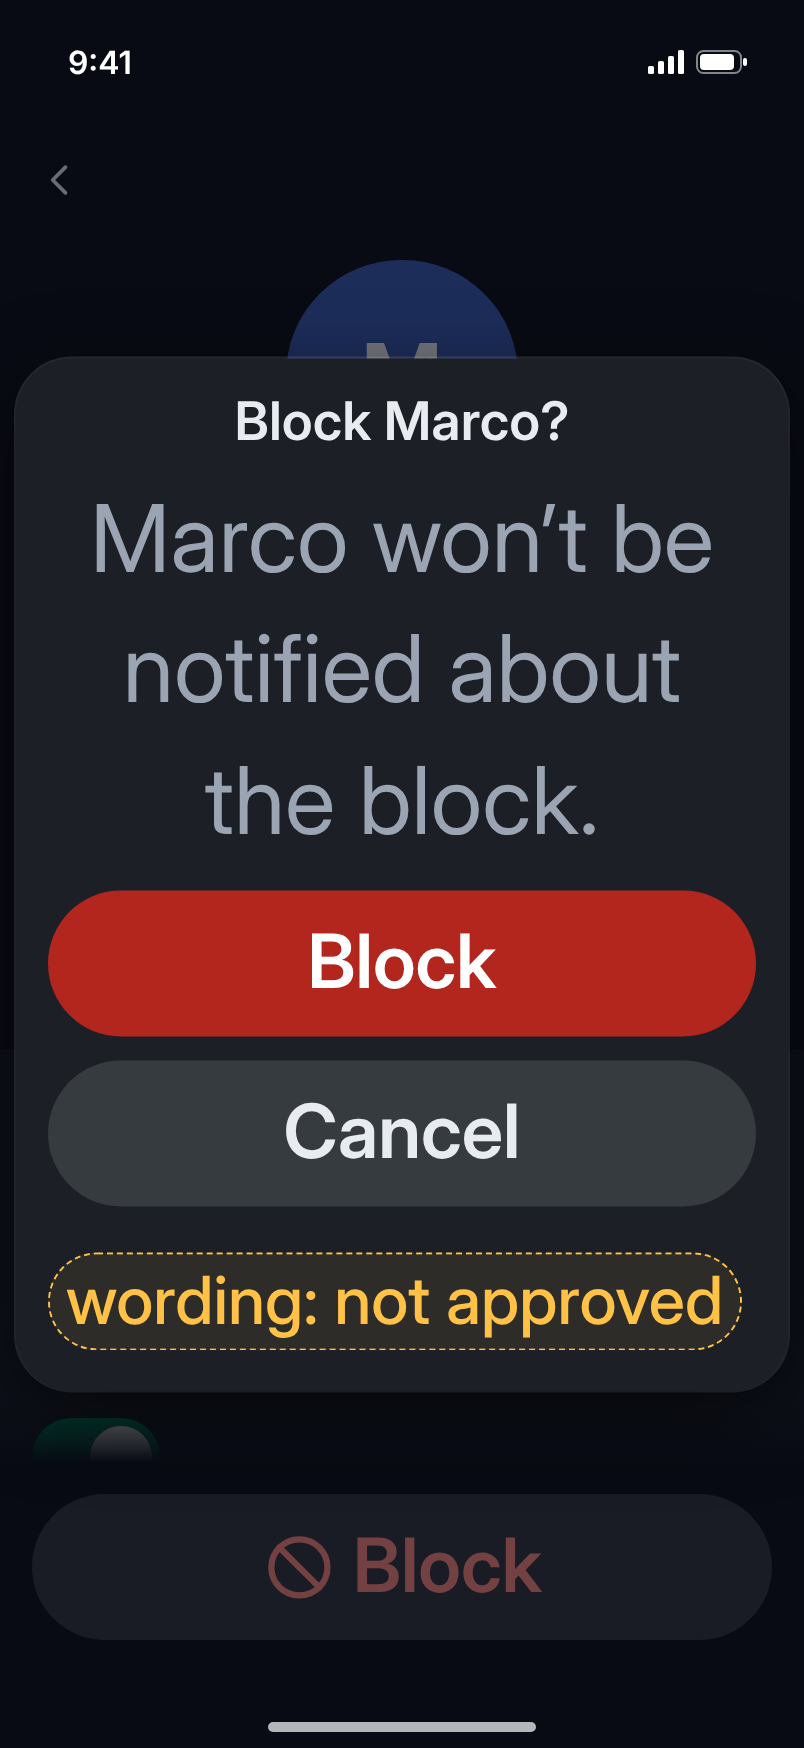 9:41
Block Marco?
Marco won’t be
notified about
the block.
Block
Cancel
wording: not approved
Block